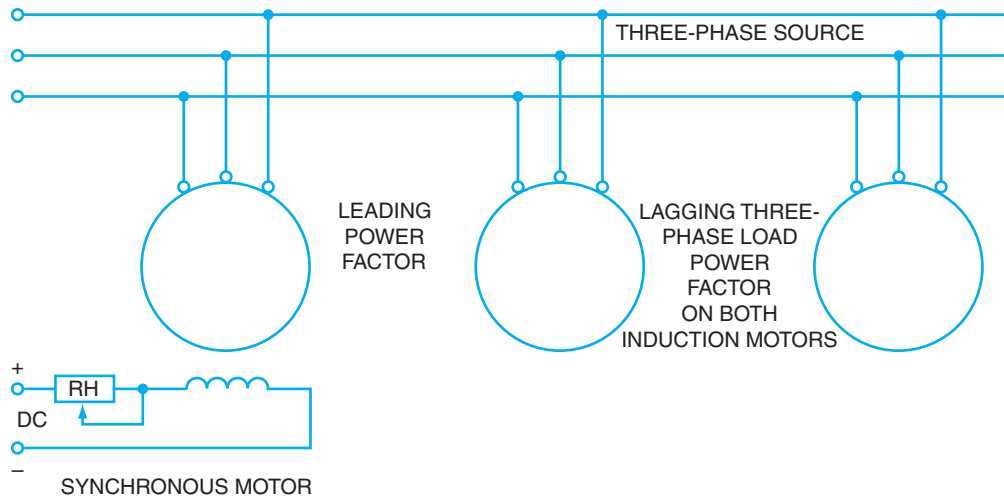 THREE-PHASE SOURCE
LEADING
POWER
FACTOR
LAGGING THREE-
PHASE LOAD
POWER
FACTOR
ON BOTH
INDUCTION MOTORS
+
RH
DC
–
SYNCHRONOUS MOTOR